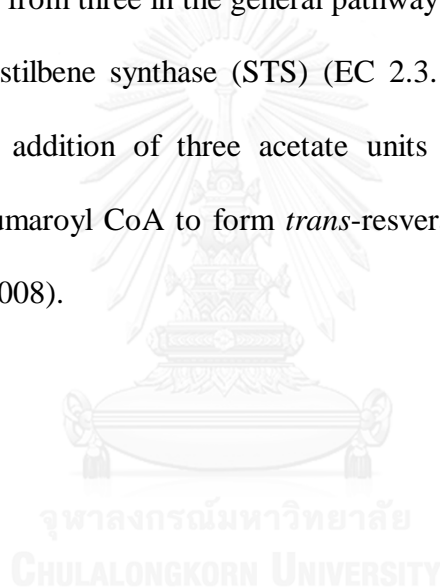 from three in the general pathway
stilbene synthase (STS) (EC 2.3.
addition of three acetate units
umaroyl CoA to form trans-resver
008).
จุฬาลงกรณ์มหาวิทยาลัย
CHULALONGKORN UNIVERSITY